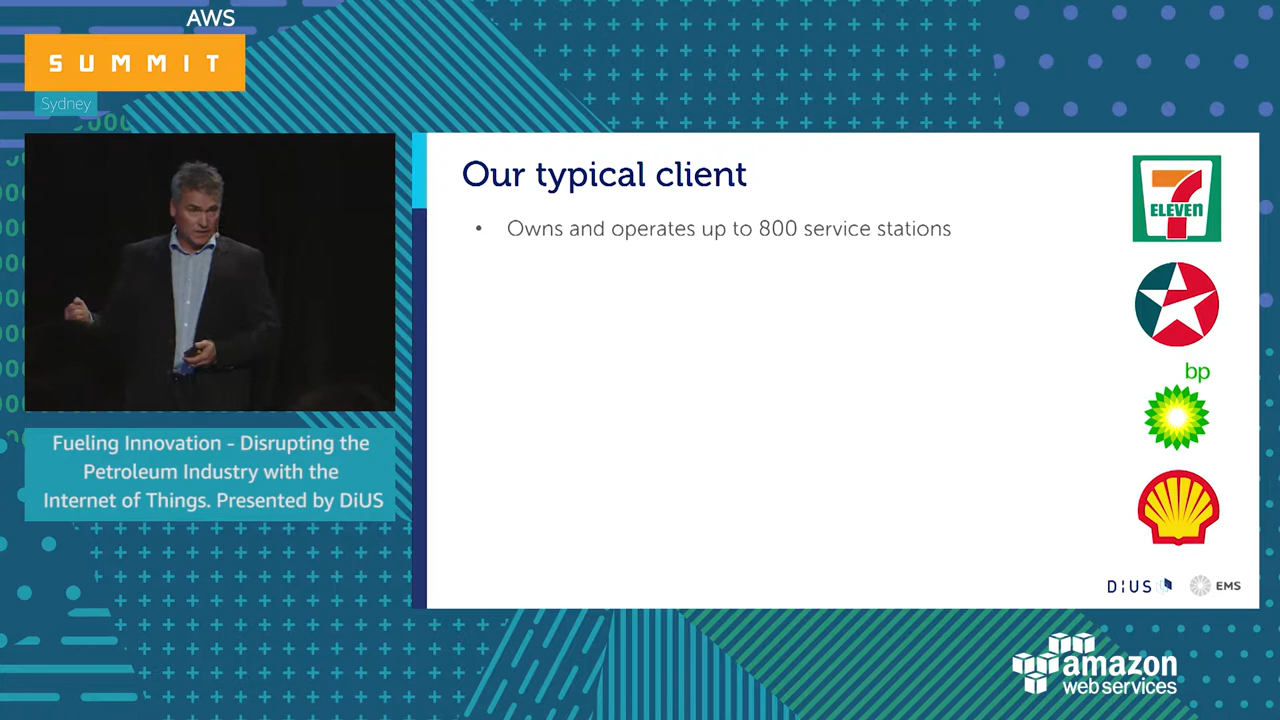 AWS
SUMMIT
Sydney
Fueling Innovation - Disrupting the
Petroleum Industry with the
Internet of Things. Presented by DiUS
Our typical client
• Owns and operates up to 800 service stations
7
ELEVEN
bp
DiUS
EMS
amazon
web services